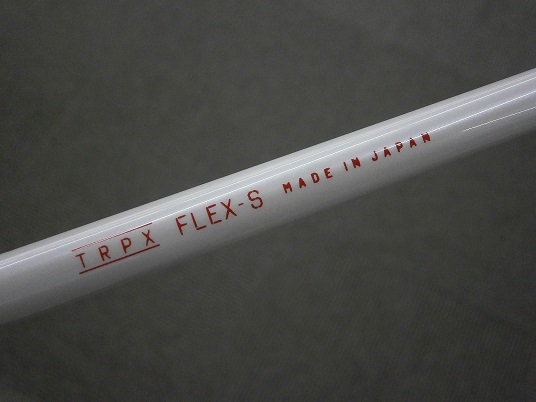 TRPX FLEX-S MADE IN JAPAN